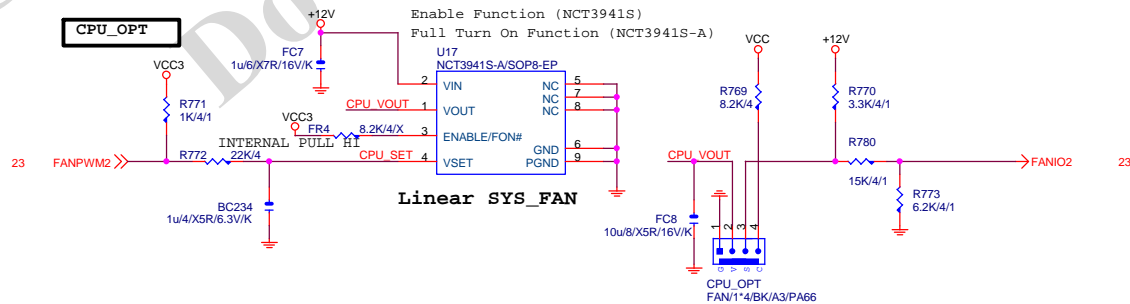 Do
CPU_OPT
+12V
Enable Function (NCT3941S)
Full Turn On Function (NCT3941S-A)
FC7
1u/6/X7R/16V/K
U17
NCT3941S-A/SOP8-EP
VCC3
R771
1K/4/1
2 VIN
NC 5
NC 7
CPU_VOUT 1 VOUT
NC 8
VCC3
FR4 8.2K/4/X 3 ENABLE/FON#
INTERNAL PULL HI
GND 6
23 FANPWM2
R772 22K/4
CPU_SET 4 VSET
PGND 9
BC234
1u/4/X5R/6.3V/K
Linear SYS_FAN
VCC
+12V
R769
8.2K/4
R770
3.3K/4/1
CPU_VOUT
R780
15K/4/1
FANIO2 23
R773
6.2K/4/1
FC8
10u/8/X5R/16V/K
1 2 3 4
G V S C
CPU_OPT
FAN/1*4/BK/A3/PA66